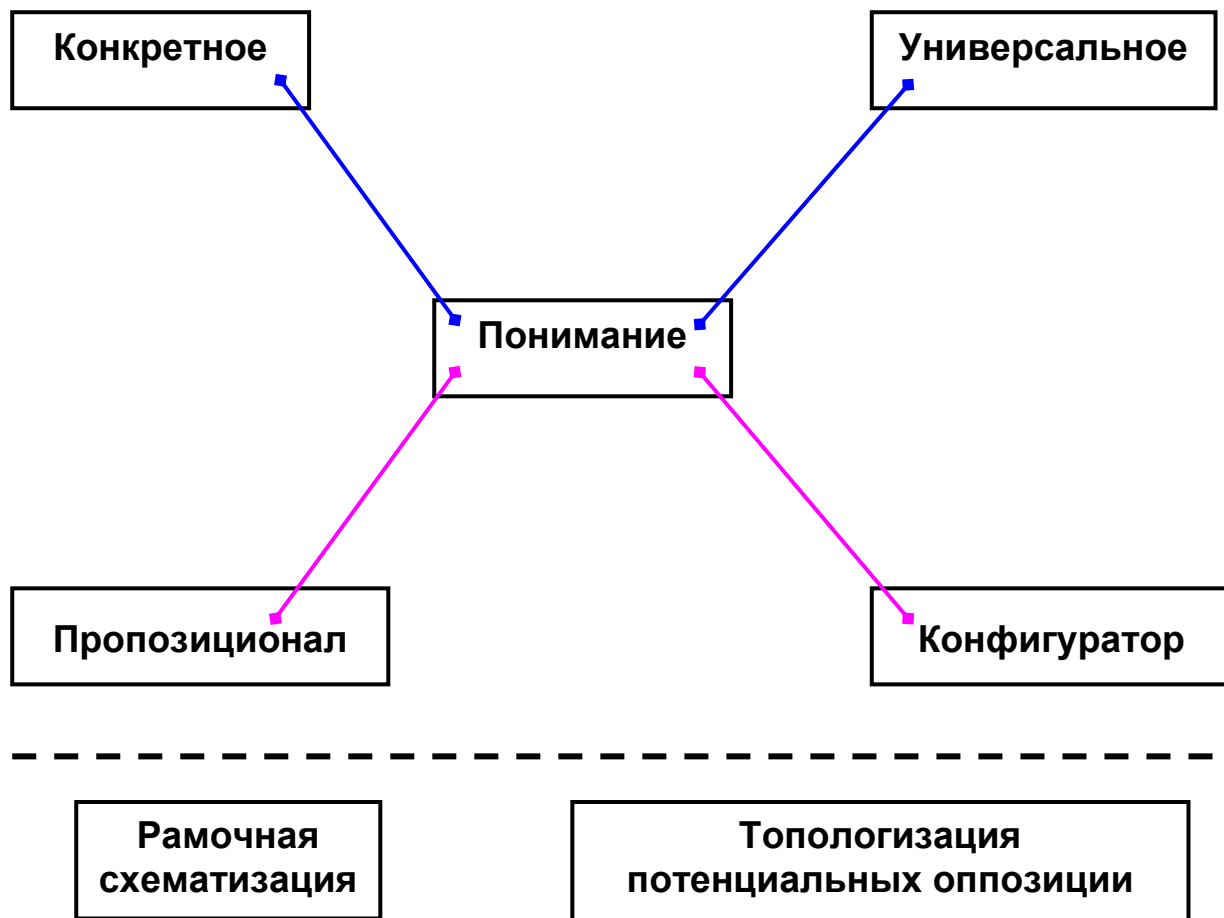 Конкретное
Универсальное
Понимание
Пропозиционал
Конфигуратор
Рамочная
схематизация
Топологизация
потенциальных оппозиции